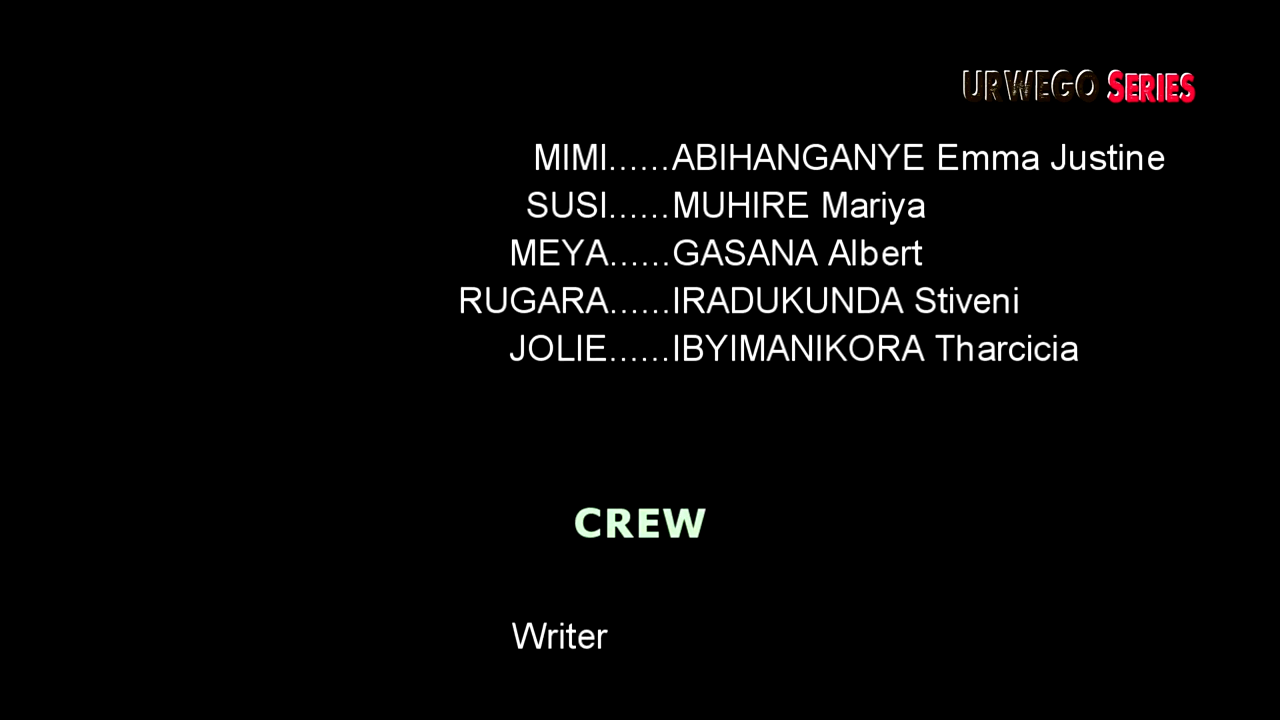 URWEGO SERIES
MIMI......ABIHANGANYE Emma Justine
SUSI......MUHIRE Mariya
MEYA......GASANA Albert
RUGARA......IRADUKUNDA Stiveni
JOLIE......IBYIMANIKORA Tharcicia
CREW
Writer